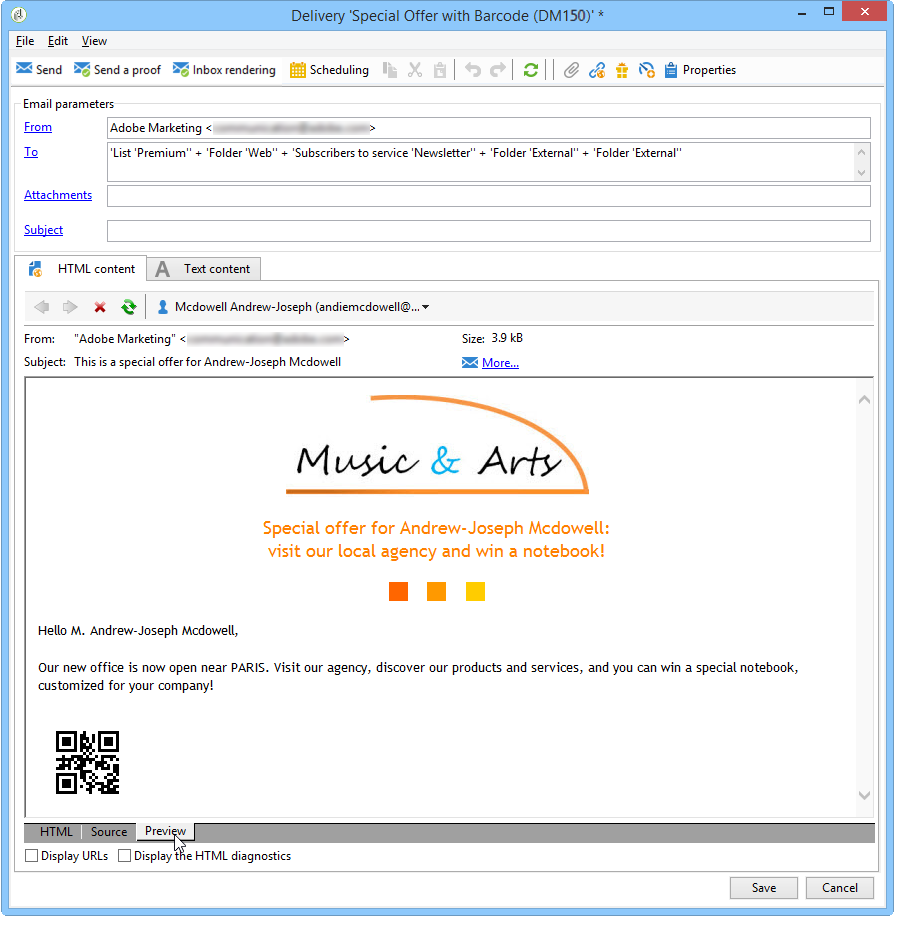 Delivery 'Special Offer with Barcode (DM150)' *
File Edit View
Send Send a proof Inbox rendering Scheduling Properties
Email parameters
From Adobe Marketing < >
To 'List 'Premium'' + 'Folder 'Web'' + 'Subscribers to service 'Newsletter'' + 'Folder 'External'' + 'Folder 'External''
Attachments
Subject
HTML content A Text content
Mcdowell Andrew-Joseph (andiemcdowell@...
From: "Adobe Marketing" < > Size: 3.9 kB
Subject: This is a special offer for Andrew-Joseph Mcdowell More...
Music & Arts
Special offer for Andrew-Joseph Mcdowell:
visit our local agency and win a notebook!
Hello M. Andrew-Joseph Mcdowell,
Our new office is now open near PARIS. Visit our agency, discover our products and services, and you can win a special notebook,
customized for your company!
HTML Source Preview
Display URLs Display the HTML diagnostics
Save Cancel